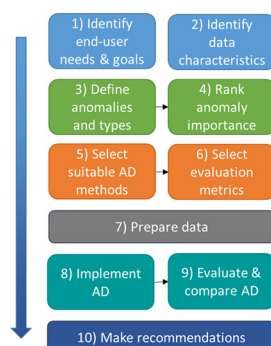 1) Identify
end-user
needs & goals
2) Identify
data
characteristics
3) Define
anomalies
and types
4) Rank
anomaly
importance
5) Select
suitable AD
methods
6) Select
evaluation
metrics
7) Prepare data
8) Implement
AD
9) Evaluate &
compare AD
10) Make recommendations